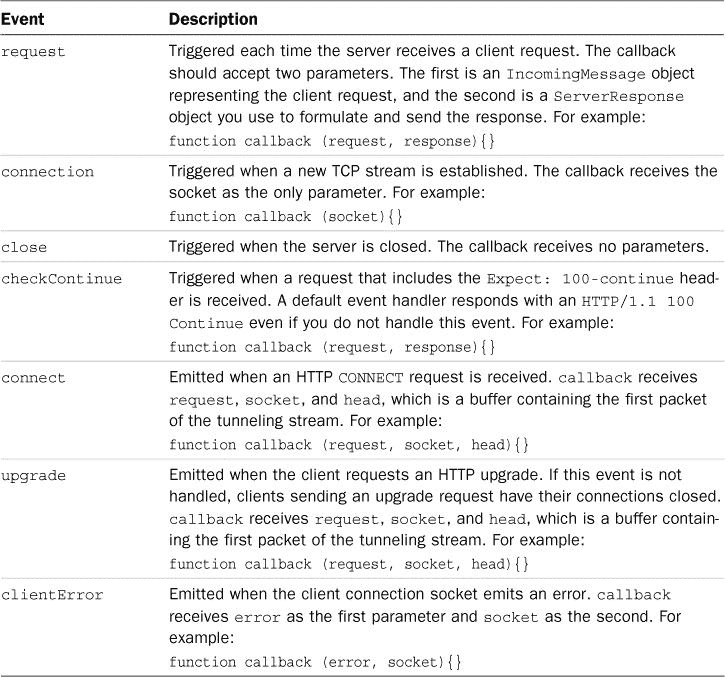 Event Description
request Triggered each time the server receives a client request. The callback
should accept two parameters. The first is an IncomingMessage object
representing the client request, and the second is a ServerResponse
object you use to formulate and send the response. For example:
function callback (request, response){}
connection Triggered when a new TCP stream is established. The callback receives the
socket as the only parameter. For example:
function callback (socket){}
close Triggered when the server is closed. The callback receives no parameters.
checkContinue Triggered when a request that includes the Expect: 100-continue head-
er is received. A default event handler responds with an HTTP/1.1 100
Continue even if you do not handle this event. For example:
function callback (request, response){}
connect Emitted when an HTTP CONNECT request is received. callback receives
request, socket, and head, which is a buffer containing the first packet
of the tunneling stream. For example:
function callback (request, socket, head){}
upgrade Emitted when the client requests an HTTP upgrade. If this event is not
handled, clients sending an upgrade request have their connections closed.
callback receives request, socket, and head, which is a buffer contain-
ing the first packet of the tunneling stream. For example:
function callback (request, socket, head){}
clientError Emitted when the client connection socket emits an error. callback
receives error as the first parameter and socket as the second. For
example:
function callback (error, socket){}